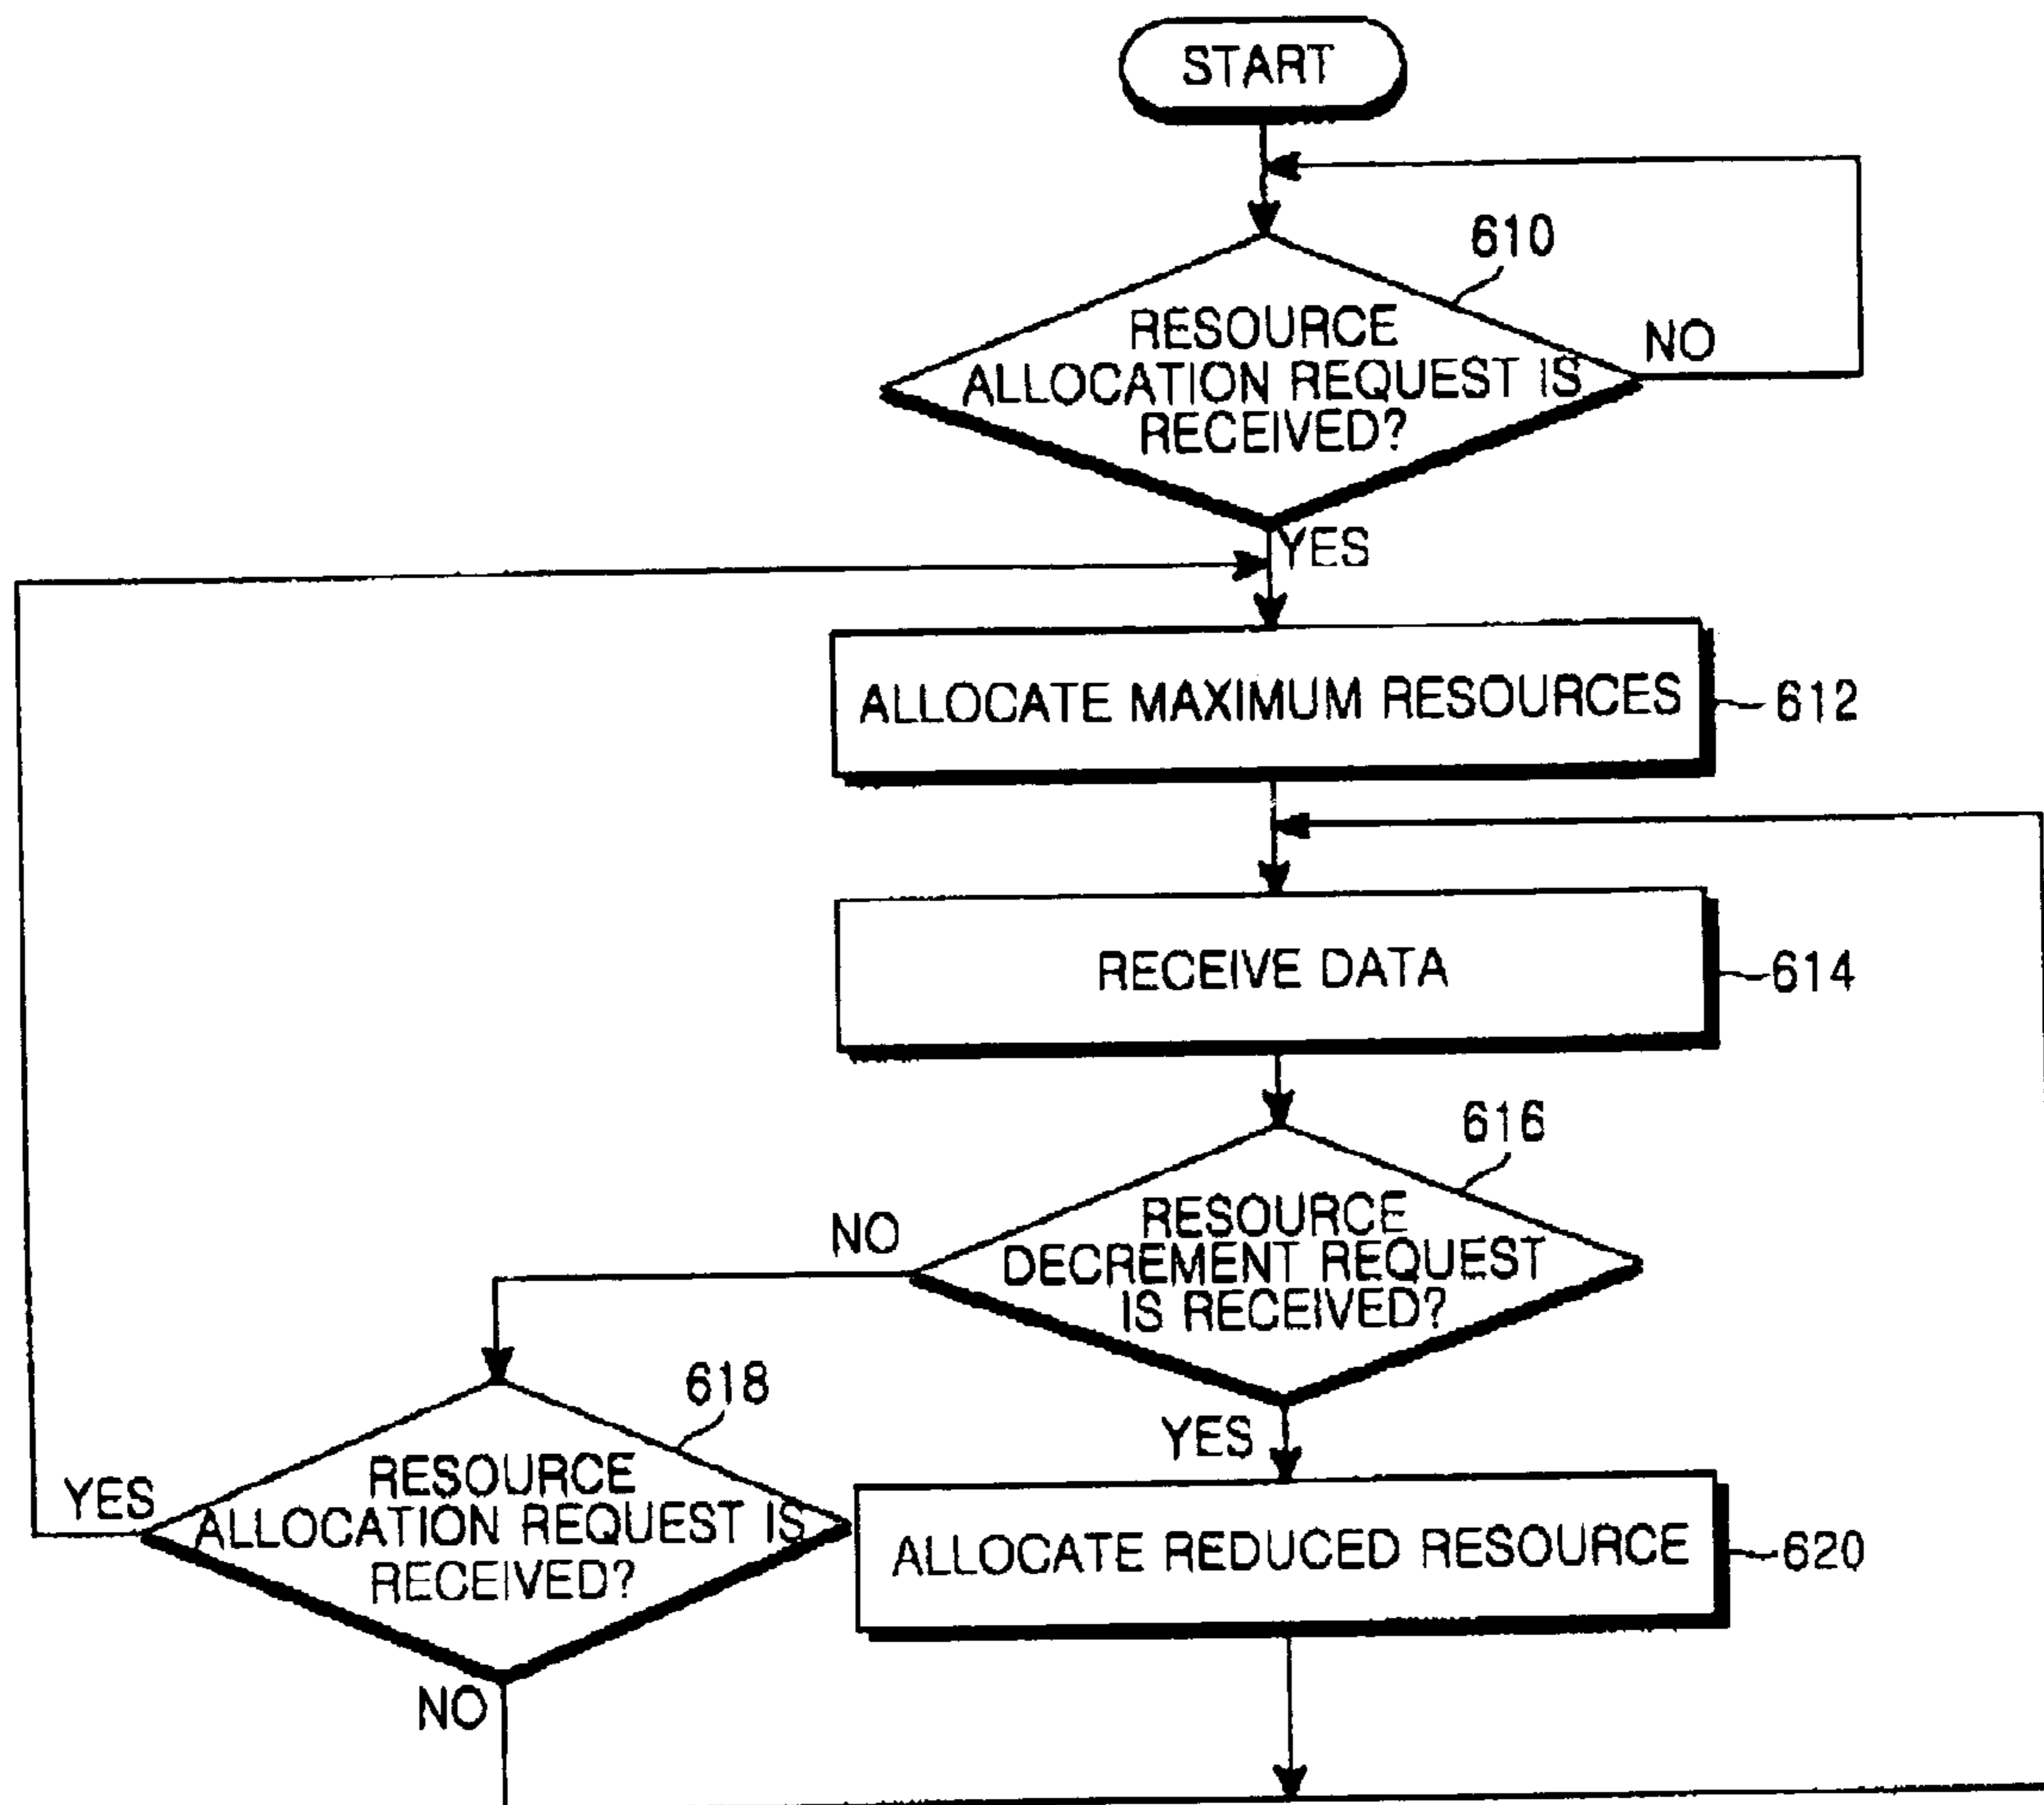 START
610
RESOURCE
ALLOCATION REQUEST IS
RECEIVED?
NO
YES
ALLOCATE MAXIMUM RESOURCES
612
RECEIVE DATA
614
616
RESOURCE
DECREMENT REQUEST
IS RECEIVED?
NO
YES
618
RESOURCE
ALLOCATION REQUEST IS
RECEIVED?
YES
NO
ALLOCATE REDUCED RESOURCE
620